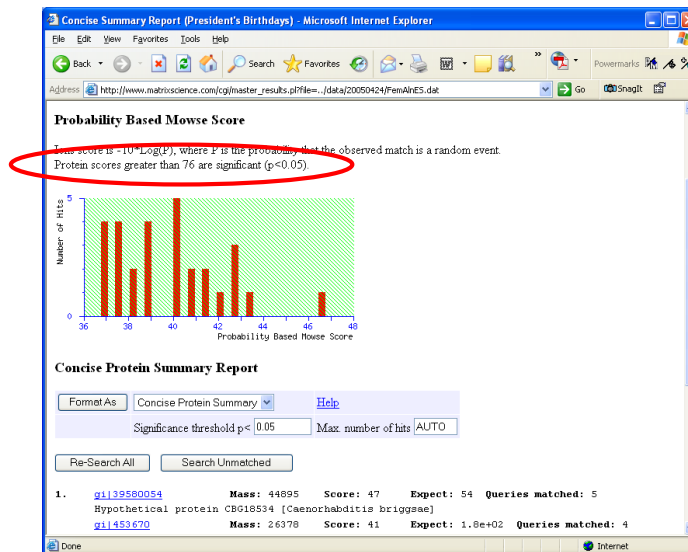 Concise Summary Report (President's Birthdays) - Microsoft Internet Explorer
File Edit View Favorites Tools Help
Back Search Favorites W » Powermarks
Address http://www.matrixscience.com/cgi/master_results.pl?file=../data/20050424/FemAlnES.dat Go SnagIt
Probability Based Mowse Score
Ions score is -10*Log(P), where P is the probability that the observed match is a random event.
Protein scores greater than 76 are significant (p<0.05).
Number of Hits
5
0
36 38 40 42 44 46 48
Probability Based Mowse Score
Concise Protein Summary Report
Format As Concise Protein Summary Help
Significance threshold p< 0.05 Max. number of hits AUTO
Re-Search All Search Unmatched
1. gi|39580054 Mass: 44895 Score: 47 Expect: 54 Queries matched: 5
Hypothetical protein CBG18534 [Caenorhabditis briggsae]
gi|453670 Mass: 26378 Score: 41 Expect: 1.8e+02 Queries matched: 4
Done Internet